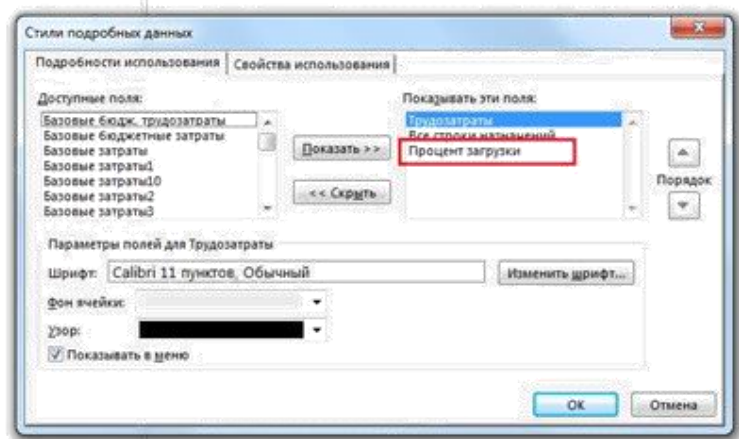 Стили подробных данных
Подробности использования
Свойства использования
Доступные поля:
Базовые бюдж. трудозатраты
Базовые бюджетные затраты
Базовые затраты
Базовые затраты1
Базовые затраты10
Базовые затраты2
Базовые затраты3
Показать >>
<< Скрыть
Показывать эти поля:
Трудозатраты
Все строки назначений
Процент загрузки
Порядок
Параметры полей для Трудозатраты
Шрифт: Calibri 11 пунктов, Обычный
Изменить шрифт...
Фон ячейки:
Узор:
Показывать в меню
ОК
Отмена